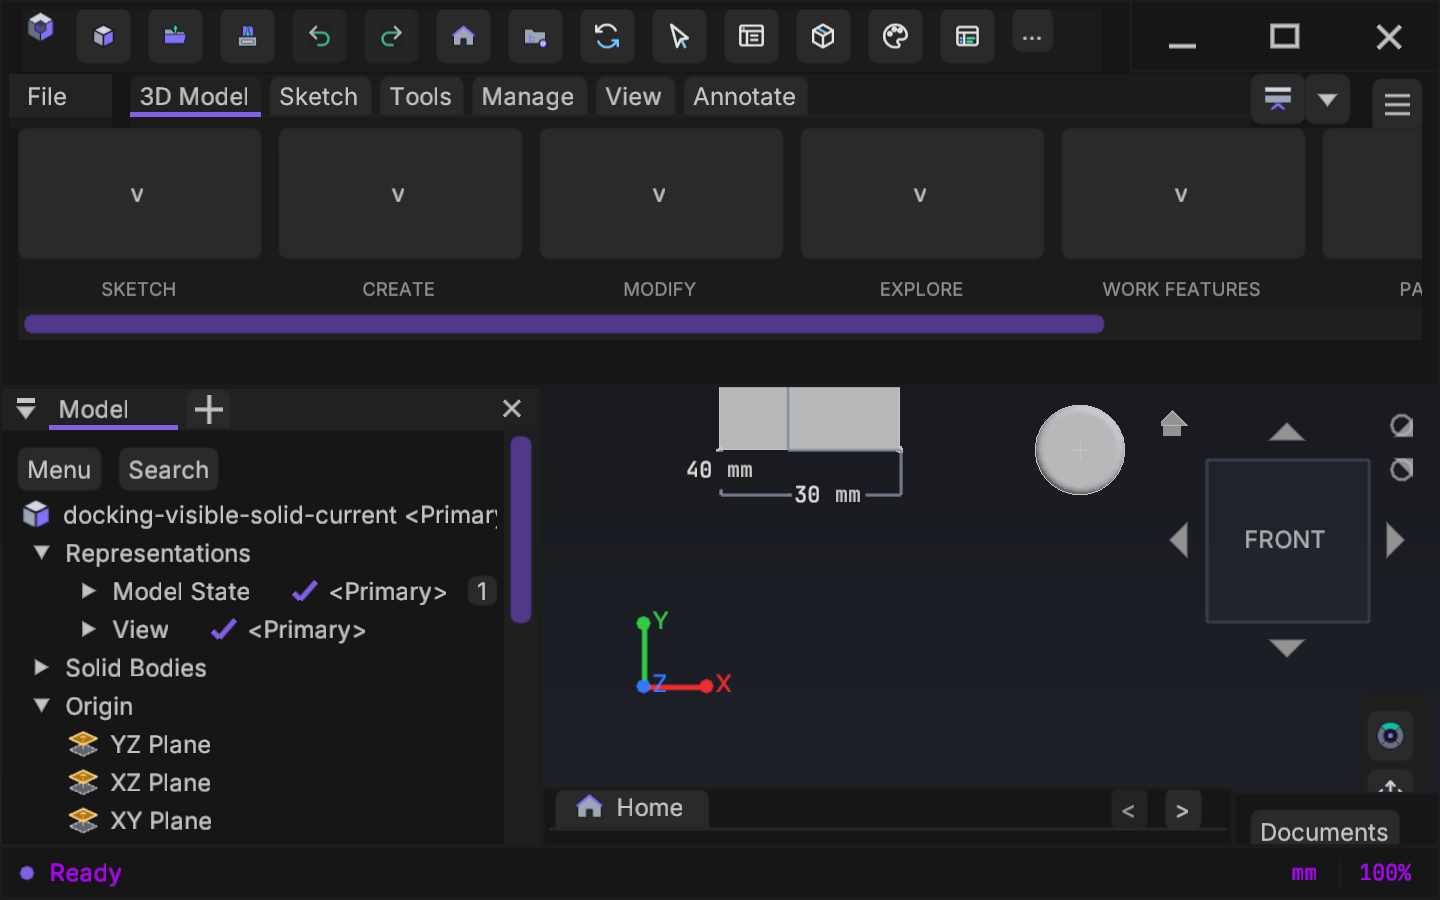 ...
File
3D Model
Sketch
Tools
Manage
View
Annotate
v
v
v
v
v
SKETCH
CREATE
MODIFY
EXPLORE
WORK FEATURES
PA
Model
Menu
Search
docking-visible-solid-current <Primary
Representations
Model State
<Primary>
1
View
<Primary>
Solid Bodies
Origin
YZ Plane
XZ Plane
XY Plane
40 mm
30 mm
FRONT
Y
Z
X
Home
<
>
Documents
Ready
mm
100%